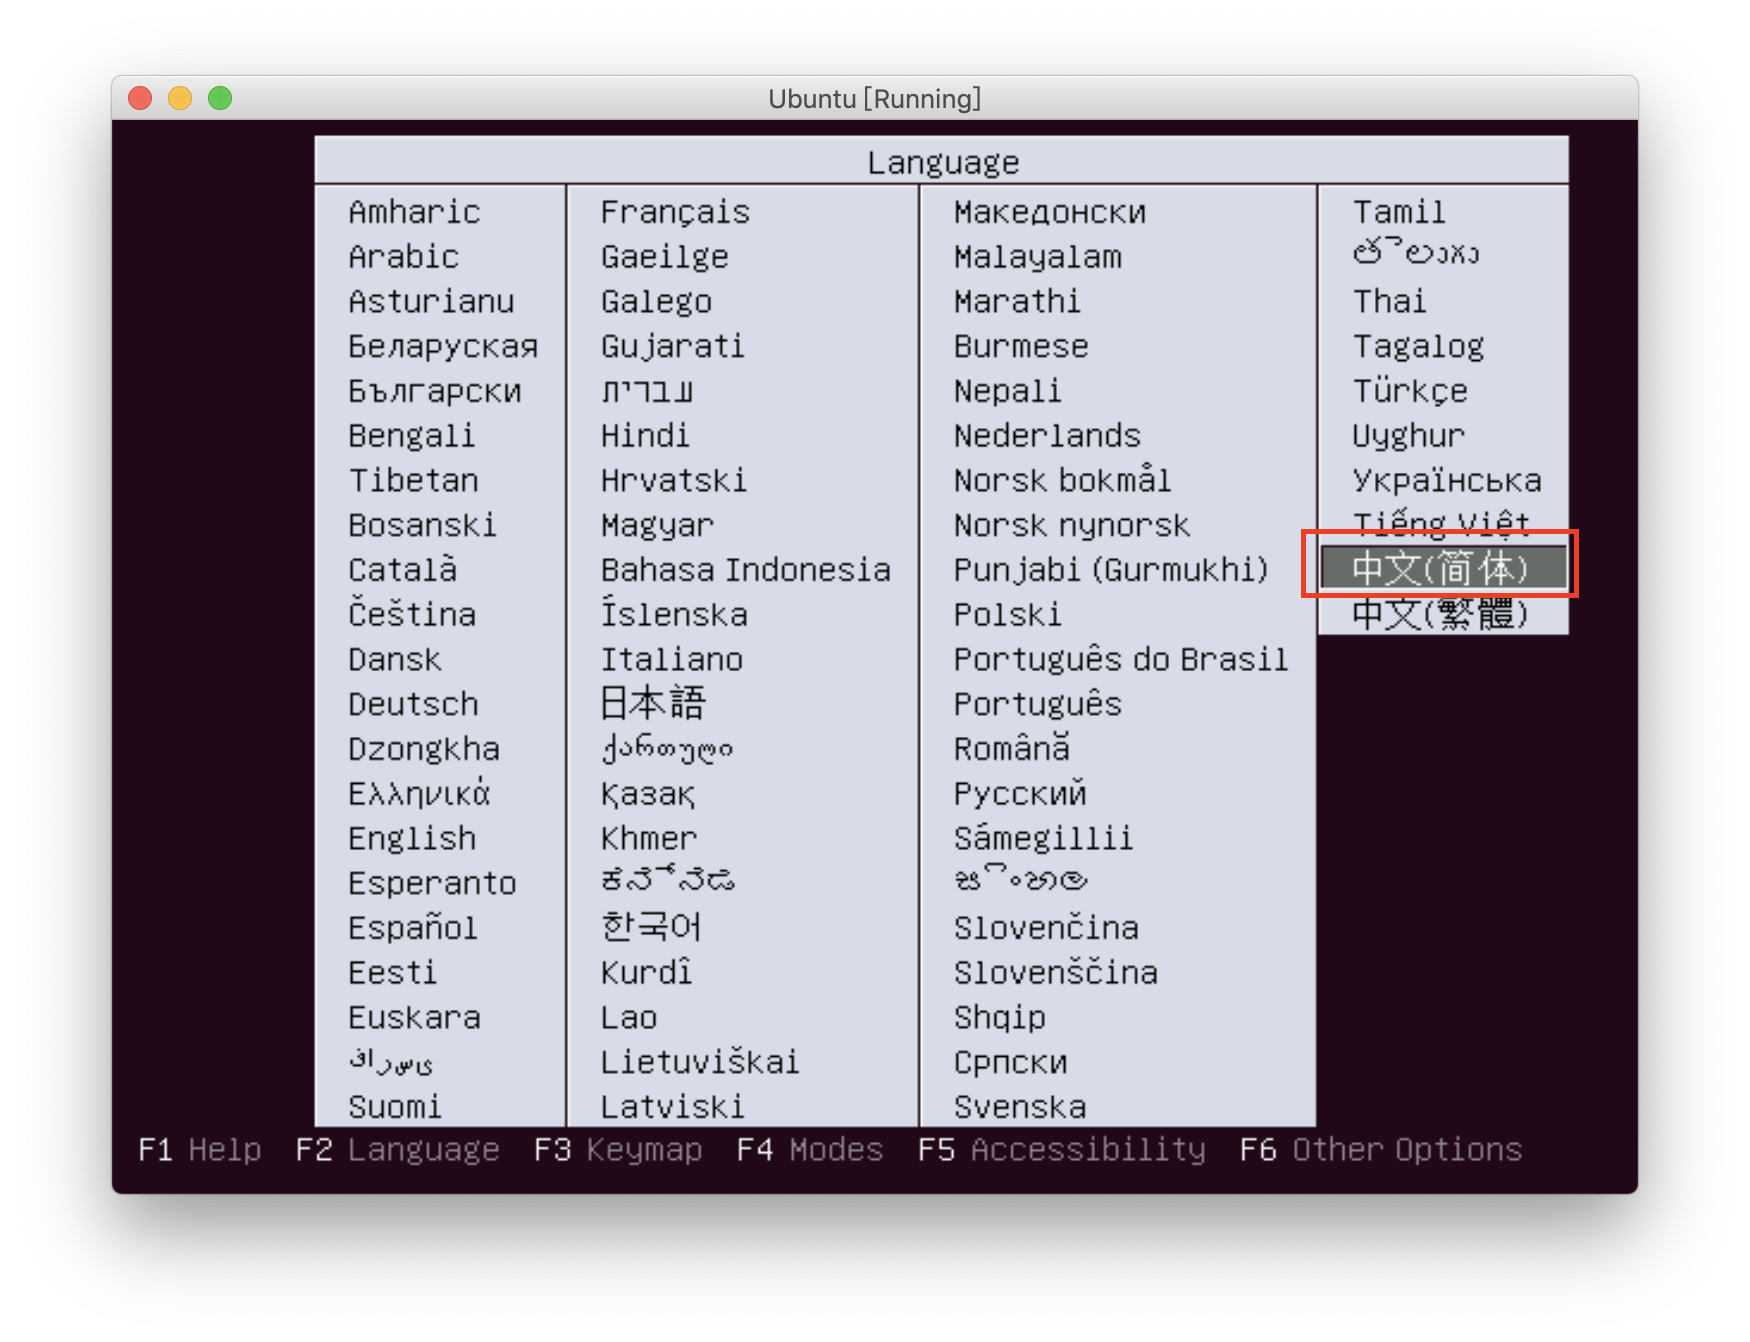 Ubuntu [Running]
Language
Amharic
Arabic
Asturianu
Беларуская
Български
Bengali
Tibetan
Bosanski
Català
Čeština
Dansk
Deutsch
Dzongkha
Ελληνικά
English
Esperanto
Español
Eesti
Euskara
ﻯﺱﺭﺍﻑ
Suomi
Français
Gaeilge
Galego
Gujarati
עברית
Hindi
Hrvatski
Magyar
Bahasa Indonesia
Íslenska
Italiano
日本語
ქართული
Қазақ
Khmer
ಕನ್ನಡ
한국어
Kurdî
Lao
Lietuviškai
Latviski
Македонски
Malayalam
Marathi
Burmese
Nepali
Nederlands
Norsk bokmål
Norsk nynorsk
Punjabi (Gurmukhi)
Polski
Português do Brasil
Português
Română
Русский
Sámegillii
සිංහල
Slovenčina
Slovenščina
Shqip
Српски
Svenska
Tamil
తెలుగు
Thai
Tagalog
Türkçe
Uyghur
Українська
Tiếng Việt
中文(简体)
中文(繁體)
F1 Help F2 Language F3 Keymap F4 Modes F5 Accessibility F6 Other Options